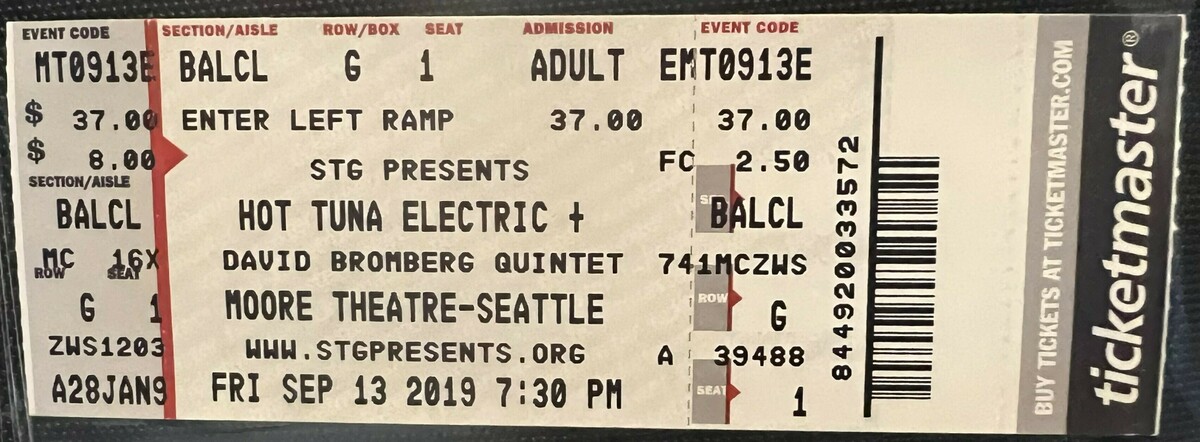 EVENT CODE SECTION/AISLE ROW/BOX SEAT ADMISSION EVENT CODE
MT0913E BALCL G 1 ADULT EMT0913E
$ 37.00 ENTER LEFT RAMP 37.00 37.00
$ 8.00 STG PRESENTS FC 2.50
SECTION/AISLE
BALCL HOT TUNA ELECTRIC + BALCL
MC 16X DAVID BROMBERG QUINTET 741MCZWS
ROW SEAT
G 1 MOORE THEATRE-SEATTLE ROW G
ZWS1203 WWW.STGPRESENTS.ORG A 39488
A28JAN9 FRI SEP 13 2019 7:30 PM SEAT 1
844920033572
BUY TICKETS AT TICKETMASTER.COM
ticketmaster®